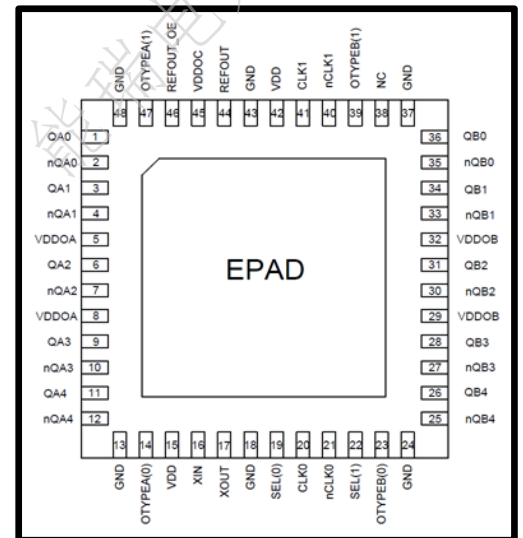 GND OTYPEA(1) REFOUT_OE VDDOC REFOUT GND VDD CLK1 nCLK1 OTYPEB(1) NC GND
48 47 46 45 44 43 42 41 40 39 38 37
QA0 1 36 QB0
nQA0 2 35 nQB0
QA1 3 34 QB1
nQA1 4 33 nQB1
VDDOA 5 32 VDDOB
QA2 6 31 QB2
nQA2 7 30 nQB2
VDDOA 8 29 VDDOB
QA3 9 28 QB3
nQA3 10 27 nQB3
QA4 11 26 QB4
nQA4 12 25 nQB4
EPAD
13 14 15 16 17 18 19 20 21 22 23 24
GND OTYPEA(0) VDD XIN XOUT GND SEL(0) CLK0 nCLK0 SEL(1) OTYPEB(0) GND
能瑞电